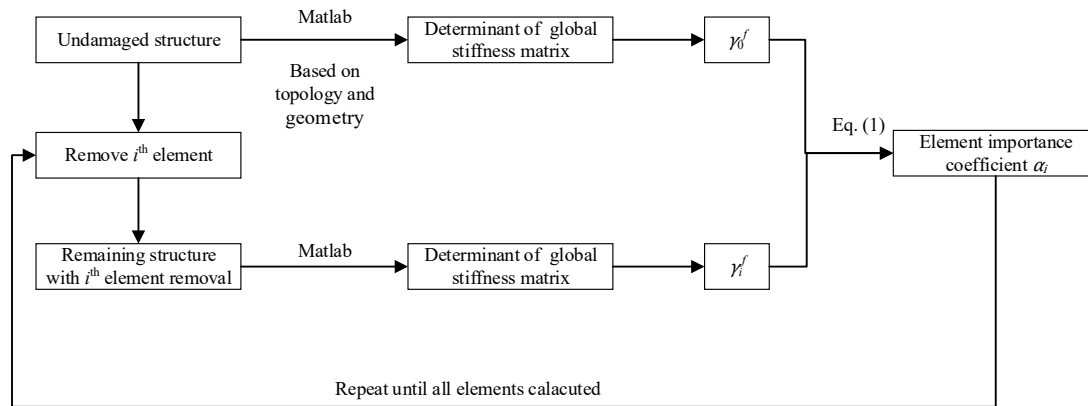 Matlab
Undamaged structure
Determinant of global
stiffness matrix
γ₀ᶠ
Based on
topology and
geometry
Eq. (1)
Remove iᵗʰ element
Element importance
coefficient αᵢ
Remaining structure
with iᵗʰ element removal
Matlab
Determinant of global
stiffness matrix
γᵢᶠ
Repeat until all elements calacuted